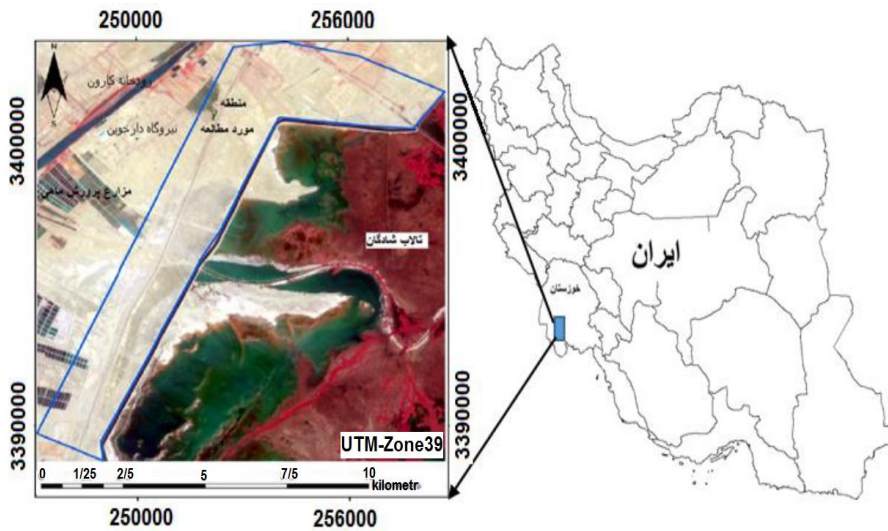 250000
256000
3400000
3400000
3390000
3390000
N
S
رودخانه کارون
منطقه
مورد مطالعه
نیروگاه دارخوین
مزارع پرورش ماهی
تالاب شادگان
ایران
خوزستان
UTM-Zone39
0 1/25 2/5 5 7/5 10
kilometr
250000
256000